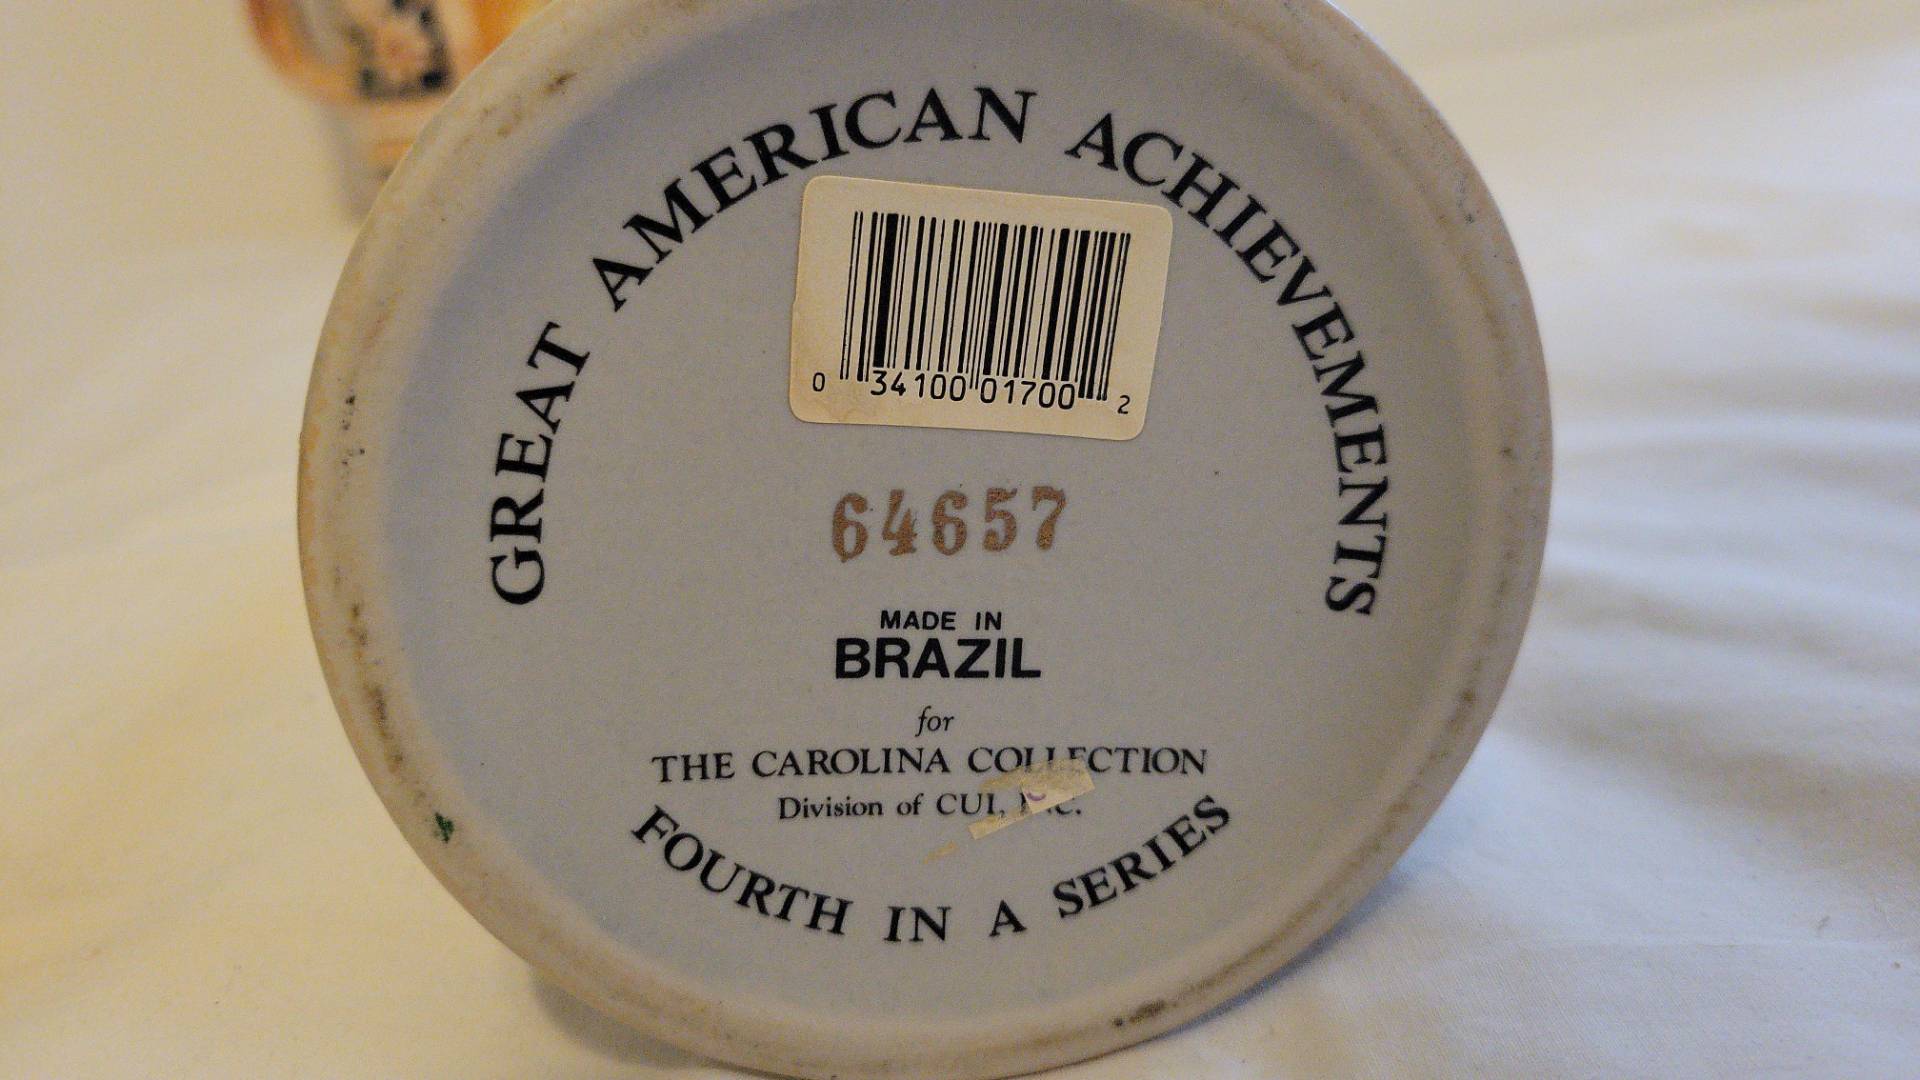 GREAT AMERICAN ACHIEVEMENTS
0 34100 01700 2
64657
MADE IN
BRAZIL
for
THE CAROLINA COLLECTION
Division of CUI, INC.
FOURTH IN A SERIES